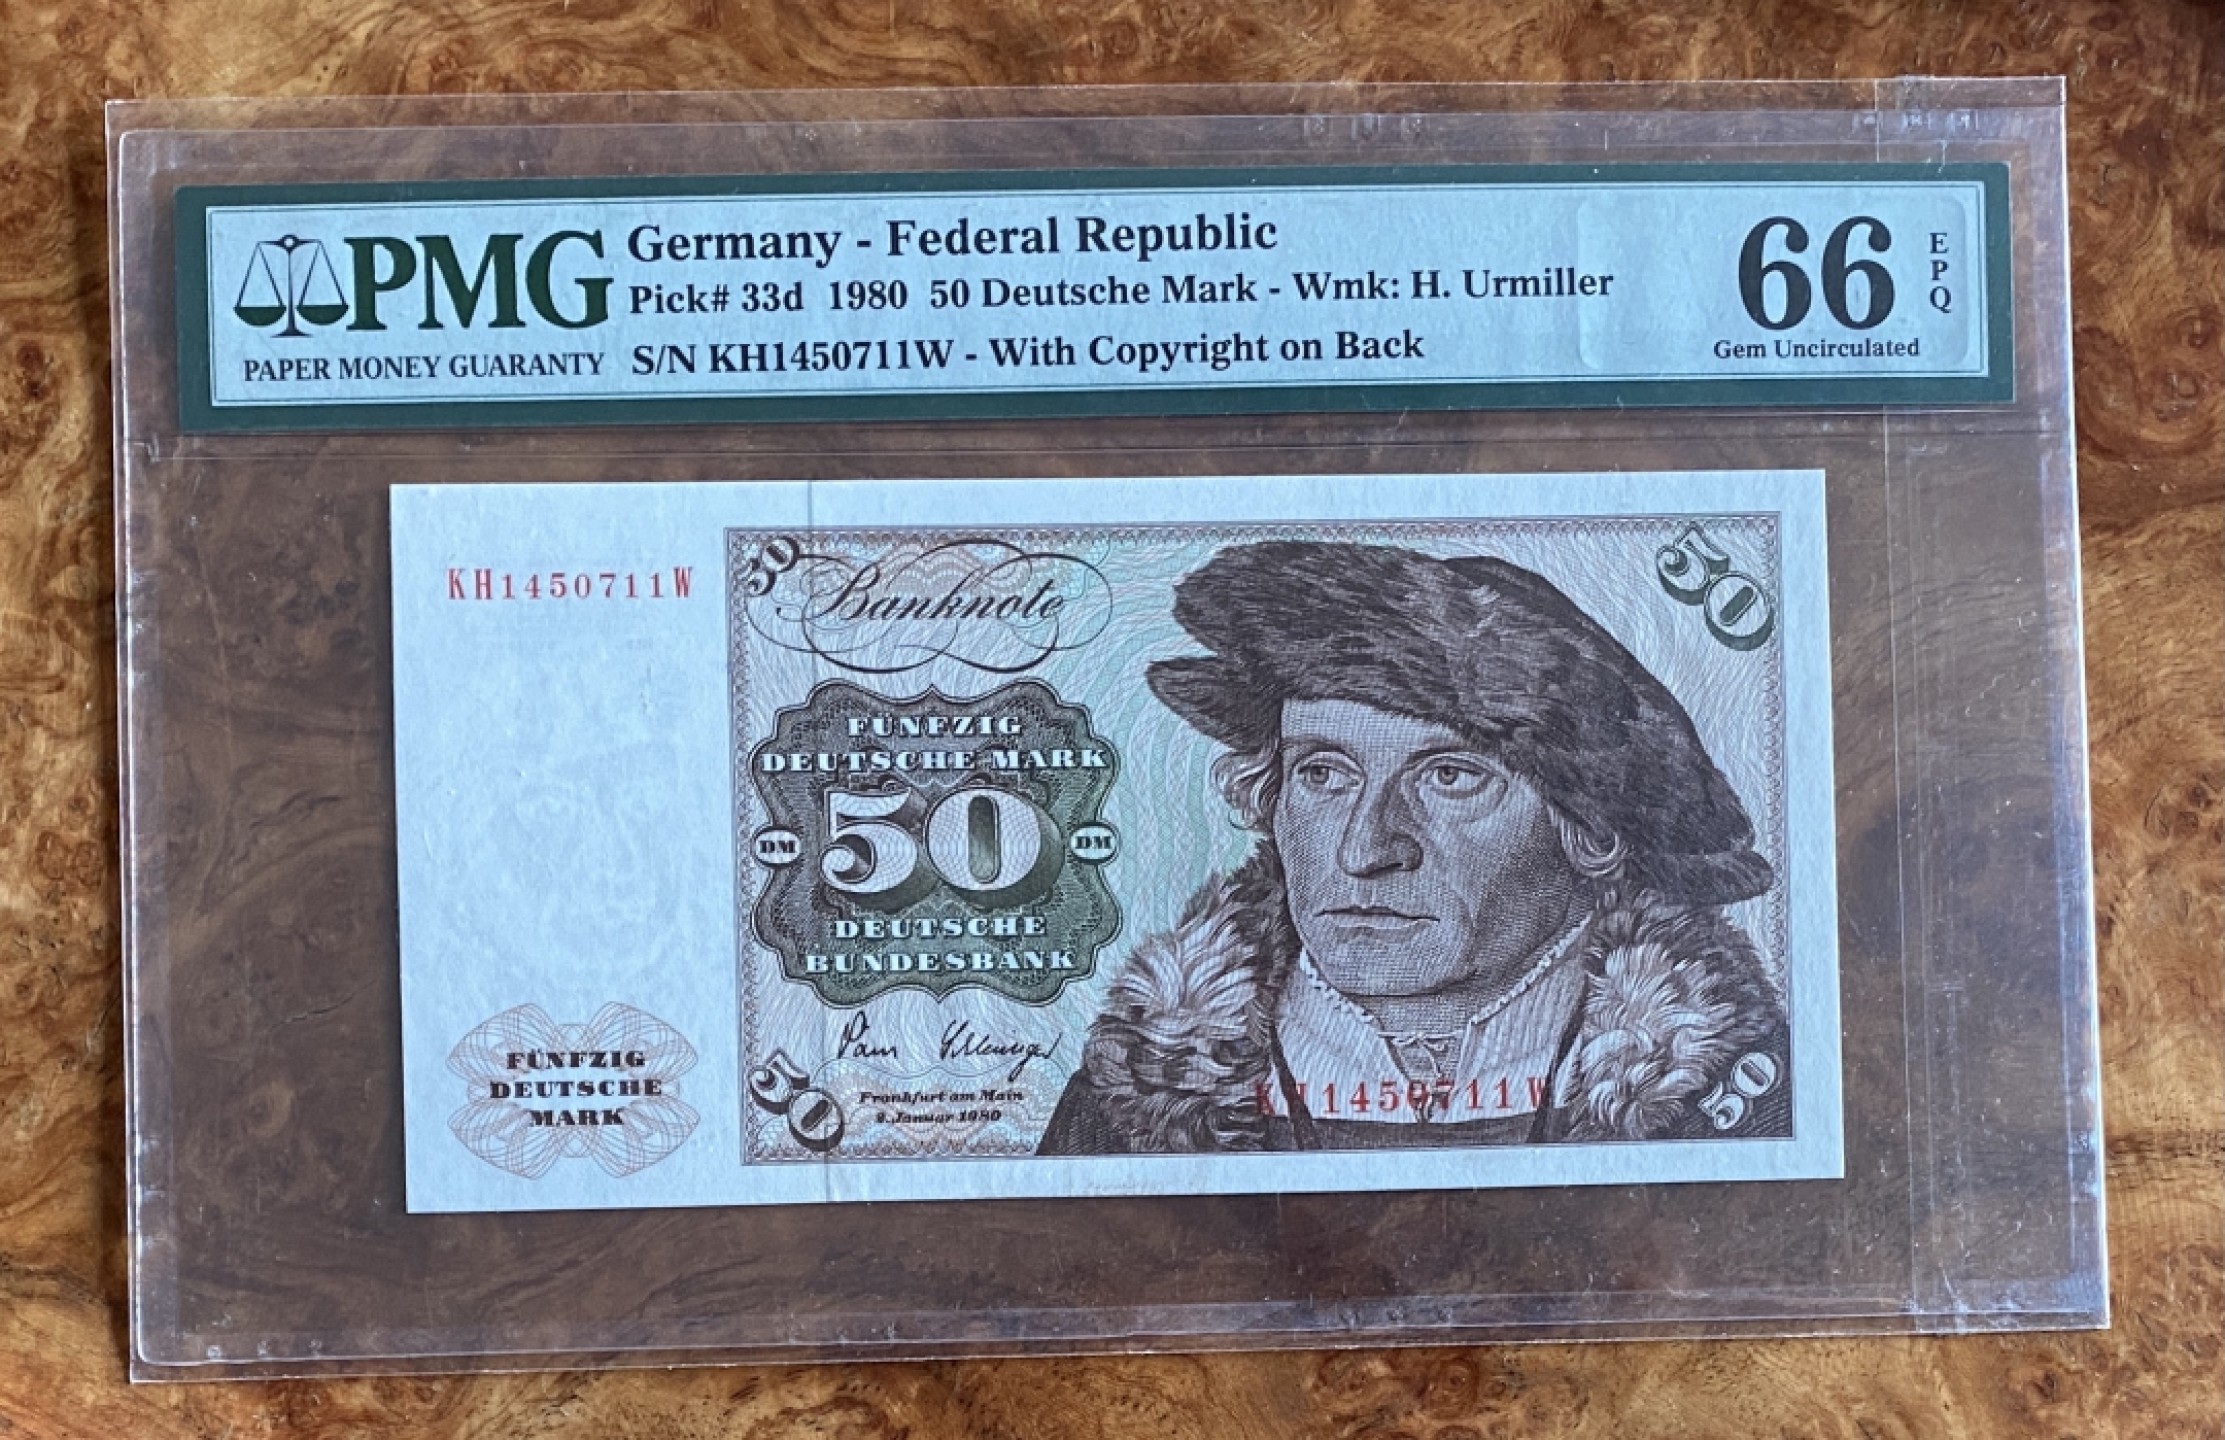 PMG
PAPER MONEY GUARANTY
Germany - Federal Republic
Pick# 33d 1980 50 Deutsche Mark - Wmk: H. Urmiller
S/N KH1450711W - With Copyright on Back
66
EPQ
Gem Uncirculated
KH1450711W
50
Banknote
50
FÜNFZIG
DEUTSCHE MARK
DM
50
DM
DEUTSCHE
BUNDESBANK
FÜNFZIG
DEUTSCHE
MARK
50
Frankfurt am Main
2. Januar 1980
KH1450711W
50